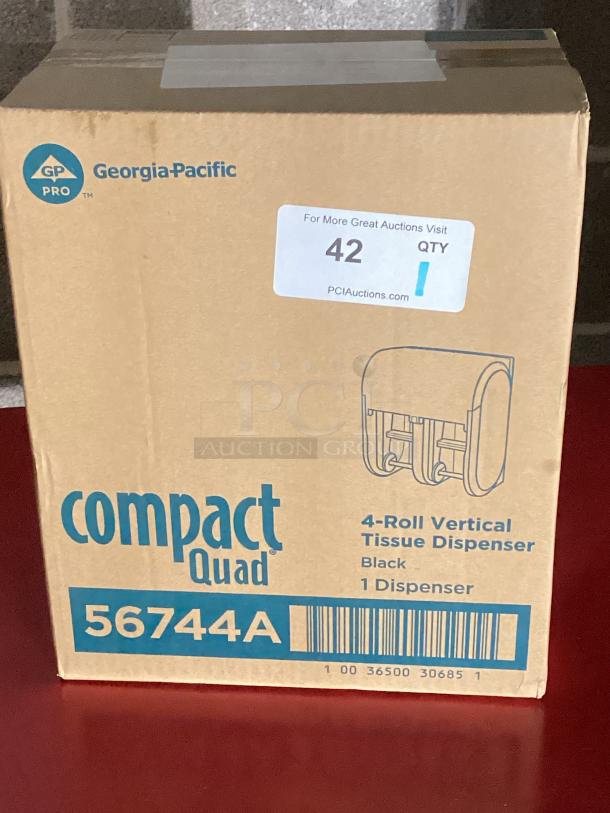 GP
PRO
TM
Georgia-Pacific
For More Great Auctions Visit
42
QTY
PCIAuctions.com
PCI
AUCTION GROUP
compact
Quad®
4-Roll Vertical
Tissue Dispenser
Black
1 Dispenser
56744A
1 00 36500 30685 1